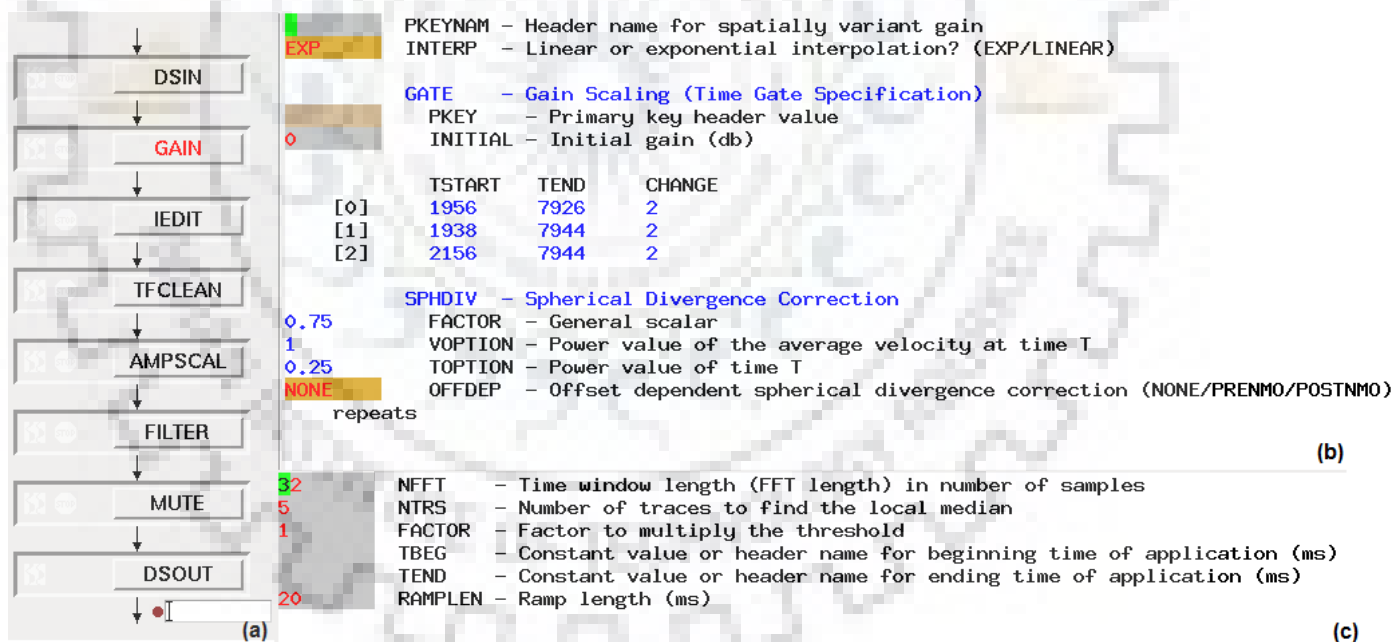 DSIN
GAIN
IEDIT
TFCLEAN
AMPSCAL
FILTER
MUTE
DSOUT
(a)
PKEYNAM - Header name for spatially variant gain
EXP INTERP - Linear or exponential interpolation? (EXP/LINEAR)
GATE - Gain Scaling (Time Gate Specification)
PKEY - Primary key header value
0 INITIAL - Initial gain (db)
TSTART TEND CHANGE
[0] 1956 7926 2
[1] 1938 7944 2
[2] 2156 7944 2
SPHDIV - Spherical Divergence Correction
0.75 FACTOR - General scalar
1 VOPTION - Power value of the average velocity at time T
0.25 TOPTION - Power value of time T
NONE OFFDEP - Offset dependent spherical divergence correction (NONE/PRENMO/POSTNMO)
repeats
(b)
32 NFFT - Time window length (FFT length) in number of samples
5 NTRS - Number of traces to find the local median
1 FACTOR - Factor to multiply the threshold
TBEG - Constant value or header name for beginning time of application (ms)
TEND - Constant value or header name for ending time of application (ms)
20 RAMPLEN - Ramp length (ms)
(c)